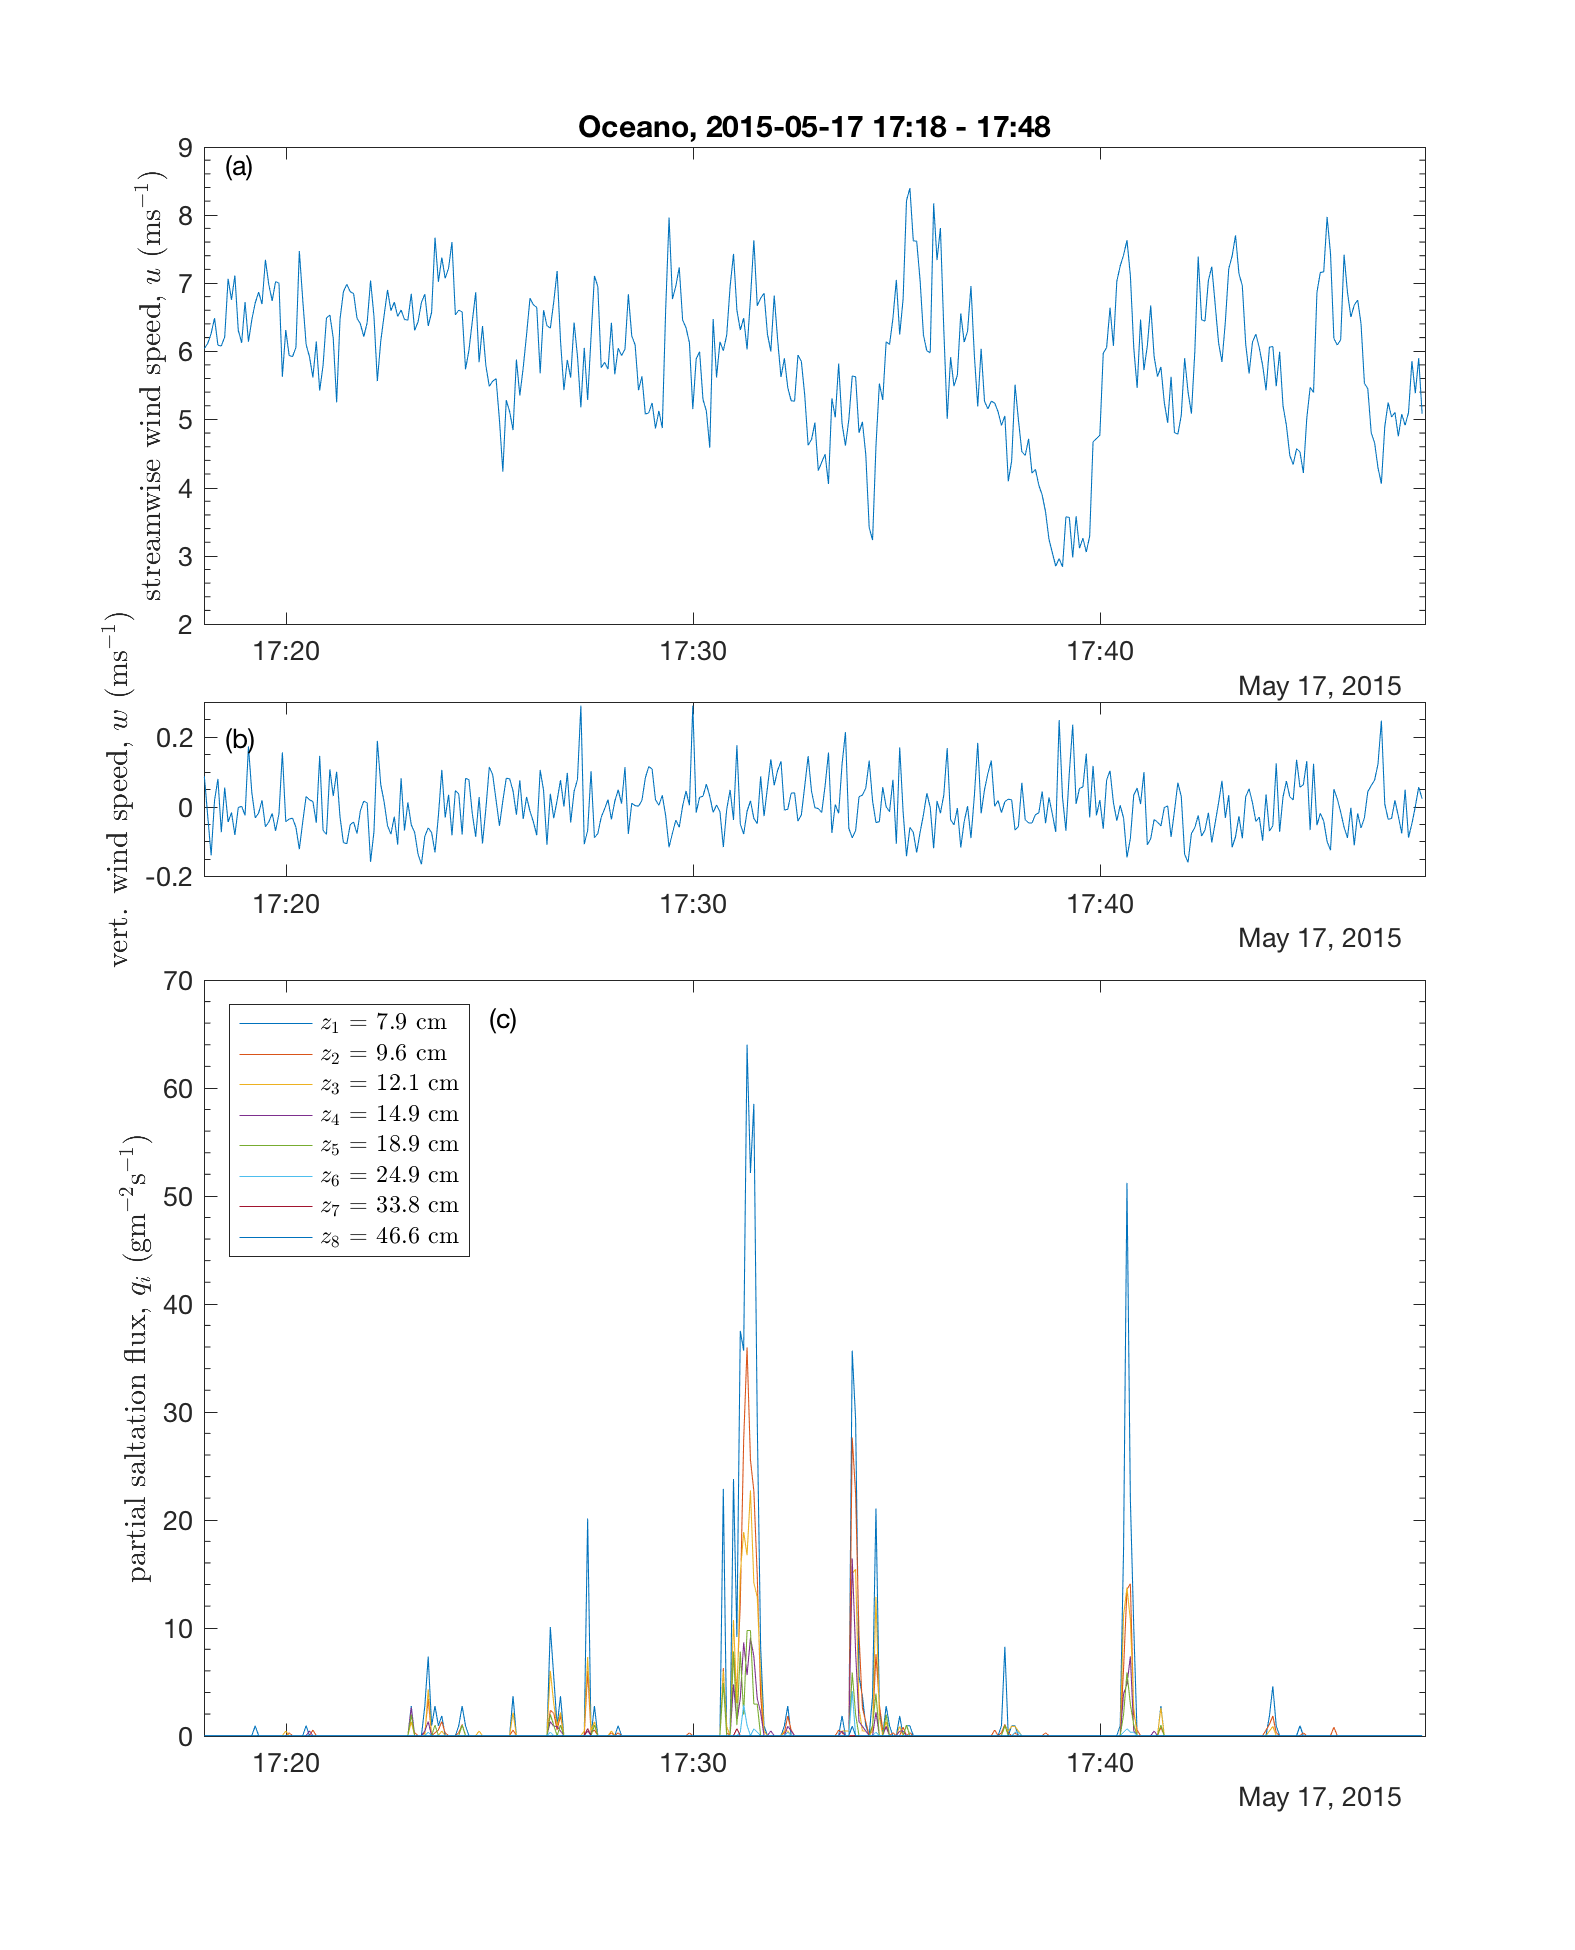 Oceano, 2015-05-17 17:18 - 17:48
(a)
streamwise wind speed, u (ms⁻¹)
9
8
7
6
5
4
3
2
17:20 17:30 17:40
May 17, 2015
(b)
vert. wind speed, w (ms⁻¹)
0.2
0
-0.2
17:20 17:30 17:40
May 17, 2015
(c)
partial saltation flux, qᵢ (gm⁻²s⁻¹)
70
60
50
40
30
20
10
0
z₁ = 7.9 cm
z₂ = 9.6 cm
z₃ = 12.1 cm
z₄ = 14.9 cm
z₅ = 18.9 cm
z₆ = 24.9 cm
z₇ = 33.8 cm
z₈ = 46.6 cm
17:20 17:30 17:40
May 17, 2015